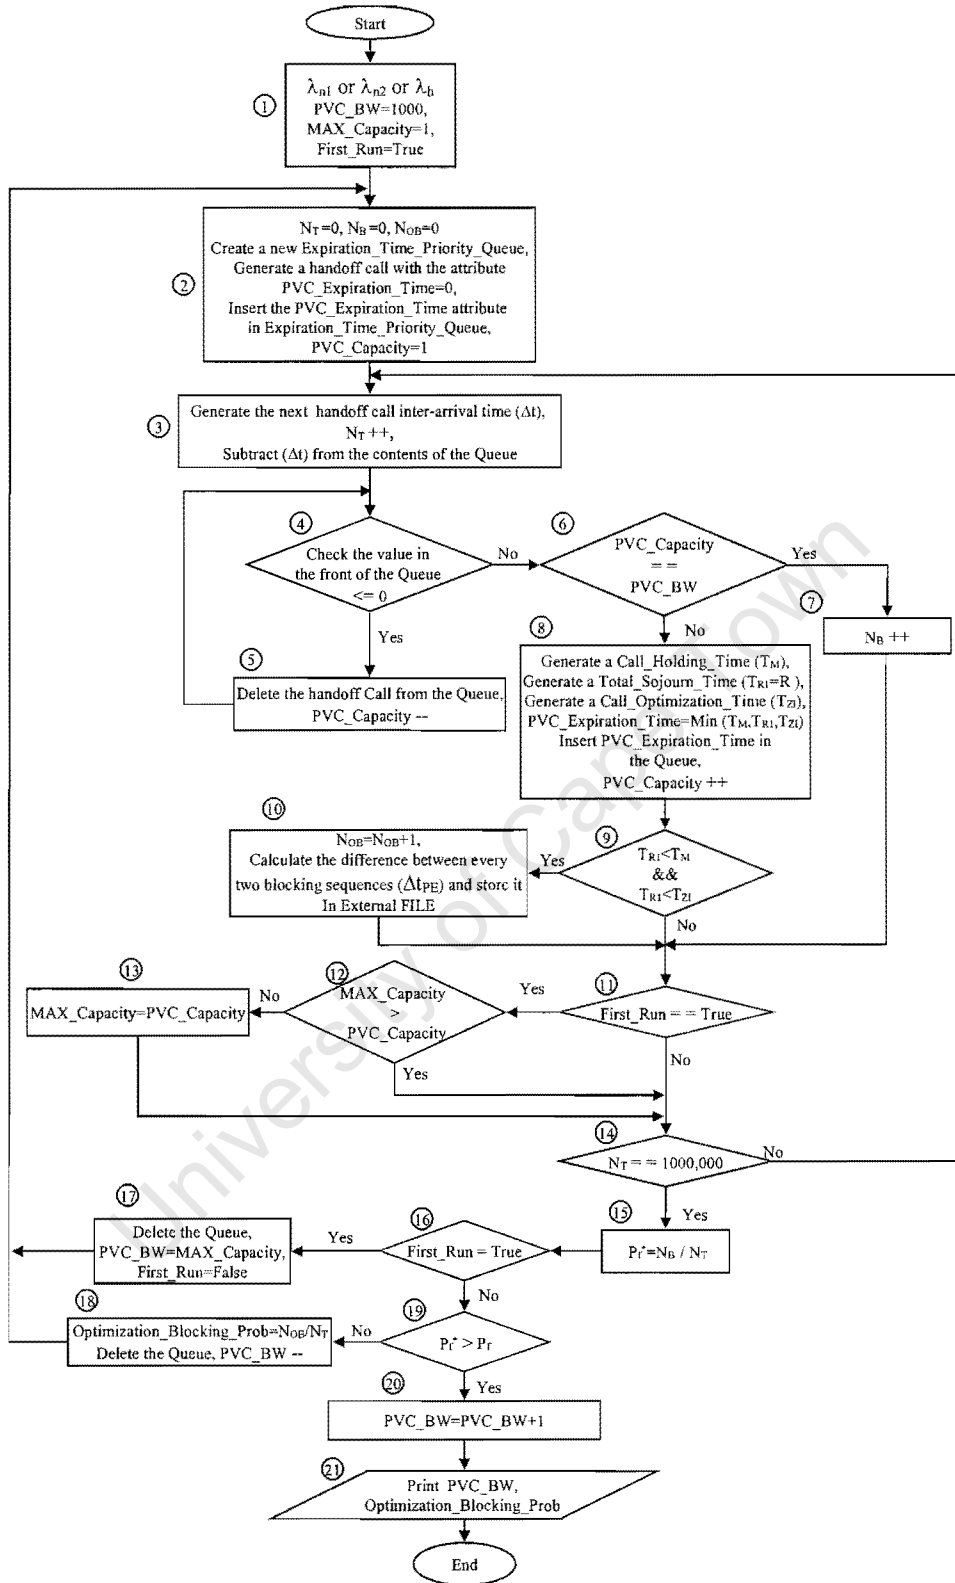 Start
1
λn1 or λn2 or λh
PVC_BW=1000,
MAX_Capacity=1,
First_Run=True
2
NT=0, NB=0, NOB=0
Create a new Expiration_Time_Priority_Queue,
Generate a handoff call with the attribute
PVC_Expiration_Time=0,
Insert the PVC_Expiration_Time attribute
in Expiration_Time_Priority_Queue,
PVC_Capacity=1
3
Generate the next handoff call inter-arrival time (Δt),
NT ++,
Subtract (Δt) from the contents of the Queue
4
Check the value in
the front of the Queue
<= 0
No
Yes
5
Delete the handoff Call from the Queue,
PVC_Capacity --
6
PVC_Capacity
= =
PVC_BW
Yes
No
7
NB ++
8
Generate a Call_Holding_Time (TM),
Generate a Total_Sojourn_Time (TR1=R ),
Generate a Call_Optimization_Time (TZI),
PVC_Expiration_Time=Min (TM,TR1,TZI)
Insert PVC_Expiration_Time in
the Queue,
PVC_Capacity ++
9
TR1<TM
&&
TR1<TZI
Yes
No
10
NOB=NOB+1,
Calculate the difference between every
two blocking sequences (ΔtPE) and store it
In External FILE
11
First_Run = = True
Yes
No
12
MAX_Capacity
>
PVC_Capacity
No
Yes
13
MAX_Capacity=PVC_Capacity
14
NT = = 1000,000
No
Yes
15
Pf*=NB / NT
16
First_Run = True
Yes
No
17
Delete the Queue,
PVC_BW=MAX_Capacity,
First_Run=False
18
Optimization_Blocking_Prob=NOB/NT
Delete the Queue, PVC_BW --
19
Pf* > Pf
No
Yes
20
PVC_BW=PVC_BW+1
21
Print PVC_BW,
Optimization_Blocking_Prob
End
University of Cape Town